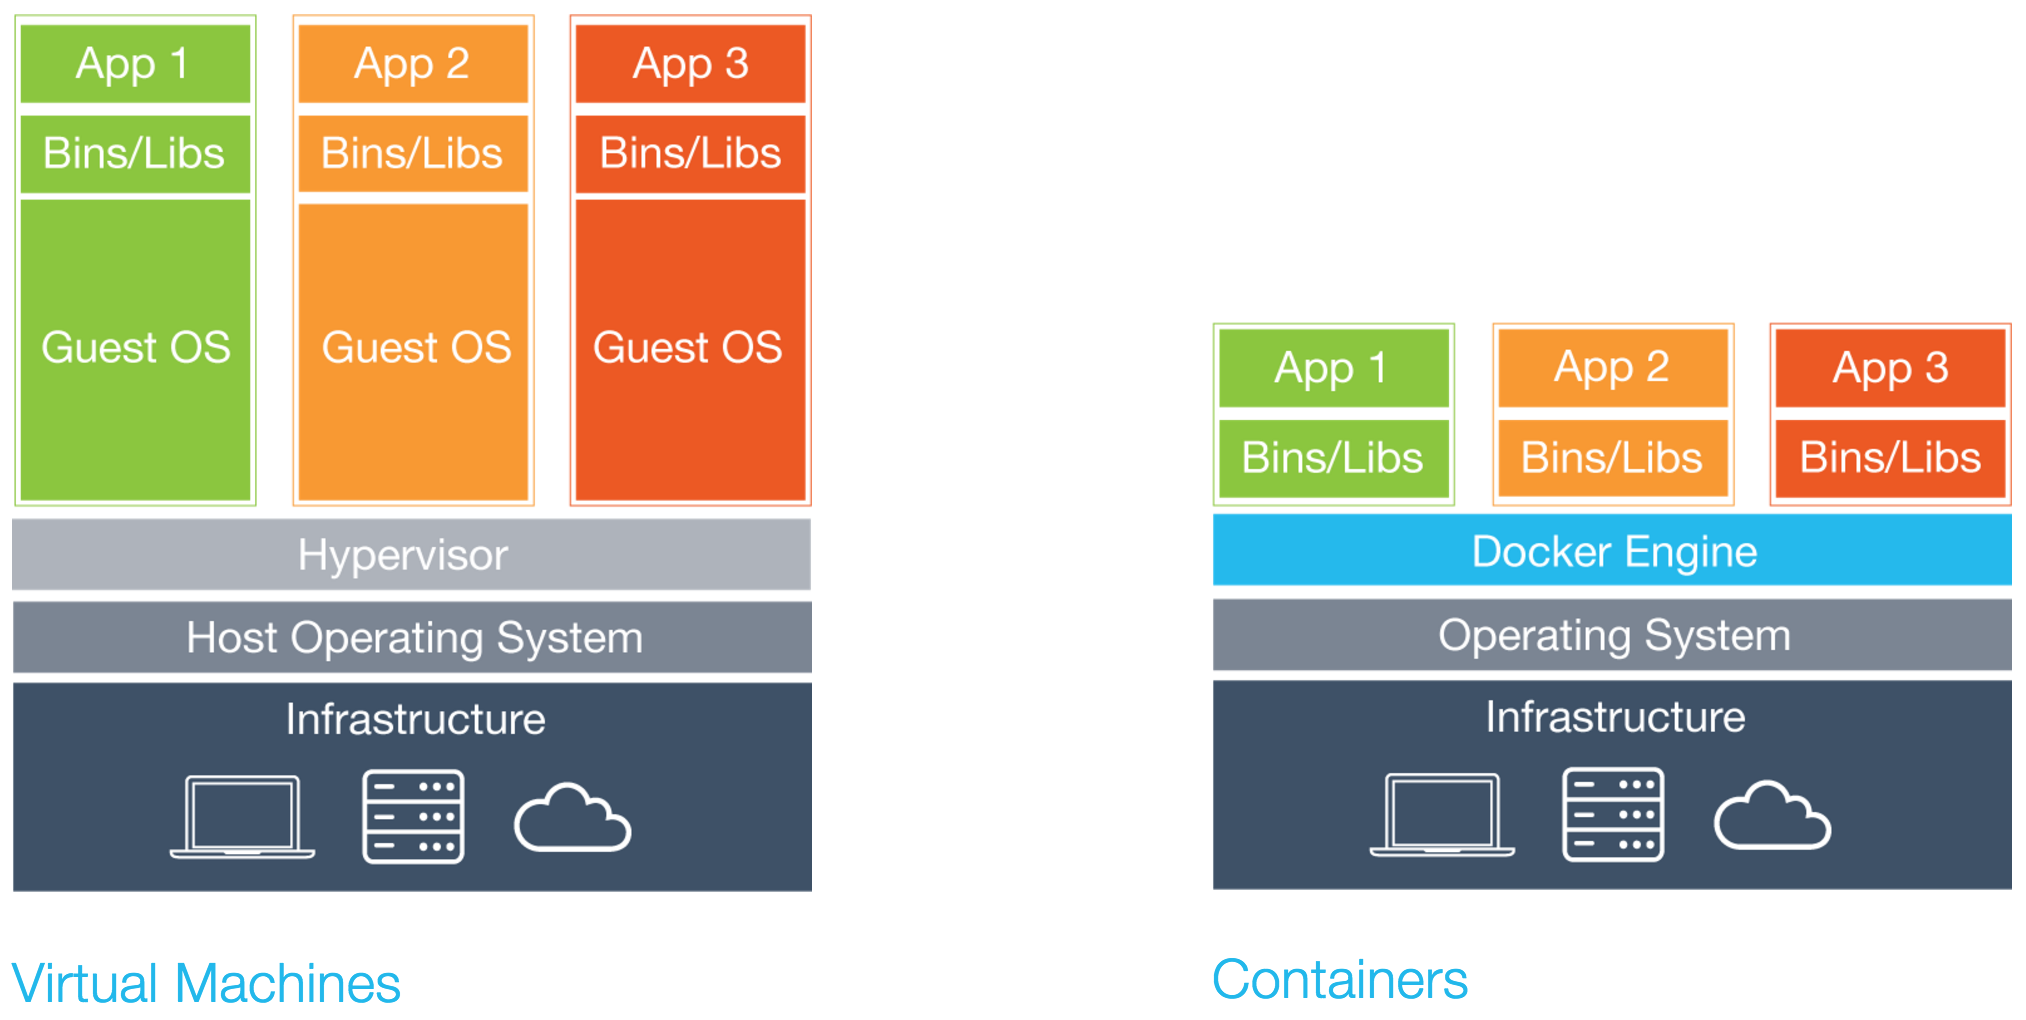 App 1
App 2
App 3
Bins/Libs
Bins/Libs
Bins/Libs
Guest OS
Guest OS
Guest OS
Hypervisor
Host Operating System
Infrastructure
Virtual Machines
App 1
App 2
App 3
Bins/Libs
Bins/Libs
Bins/Libs
Docker Engine
Operating System
Infrastructure
Containers